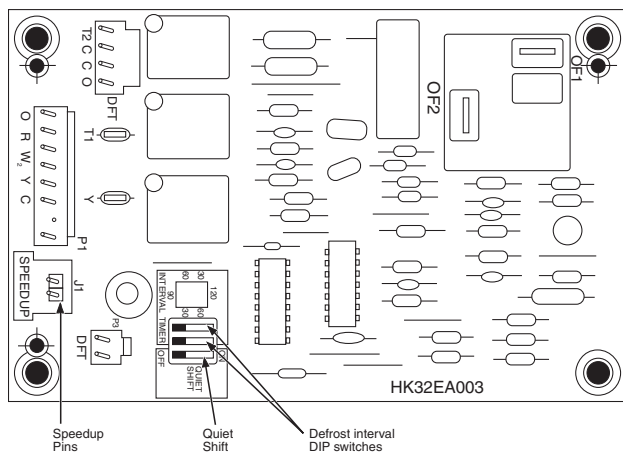 T2 C C O
DFT
OF1
OF2
O R W2 Y C
T1
Y
P1
SPEEDUP
J1
P3
DFT
INTERVAL TIMER
60 30
90 120
30 60
OFF
ON
QUIET
SHIFT
HK32EA003
Speedup
Pins
Quiet
Shift
Defrost interval
DIP switches